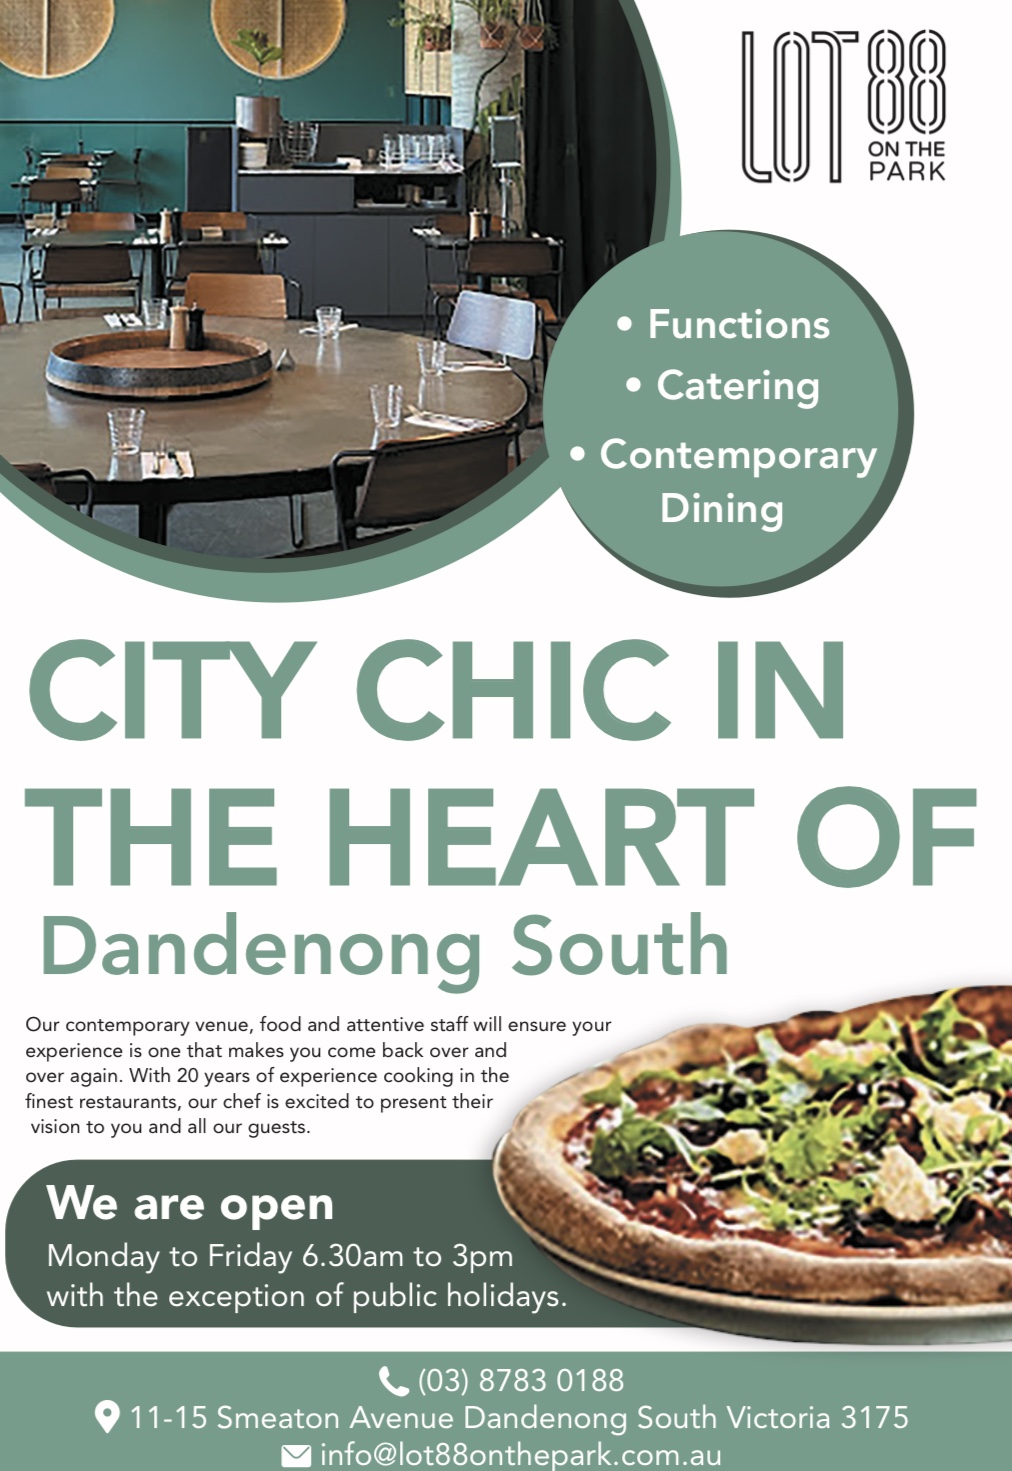 LOT 88
ON THE
PARK
• Functions
• Catering
• Contemporary
Dining
CITY CHIC IN
THE HEART OF
Dandenong South
Our contemporary venue, food and attentive staff will ensure your
experience is one that makes you come back over and
over again. With 20 years of experience cooking in the
finest restaurants, our chef is excited to present their
vision to you and all our guests.
We are open
Monday to Friday 6.30am to 3pm
with the exception of public holidays.
(03) 8783 0188
11-15 Smeaton Avenue Dandenong South Victoria 3175
info@lot88onthepark.com.au